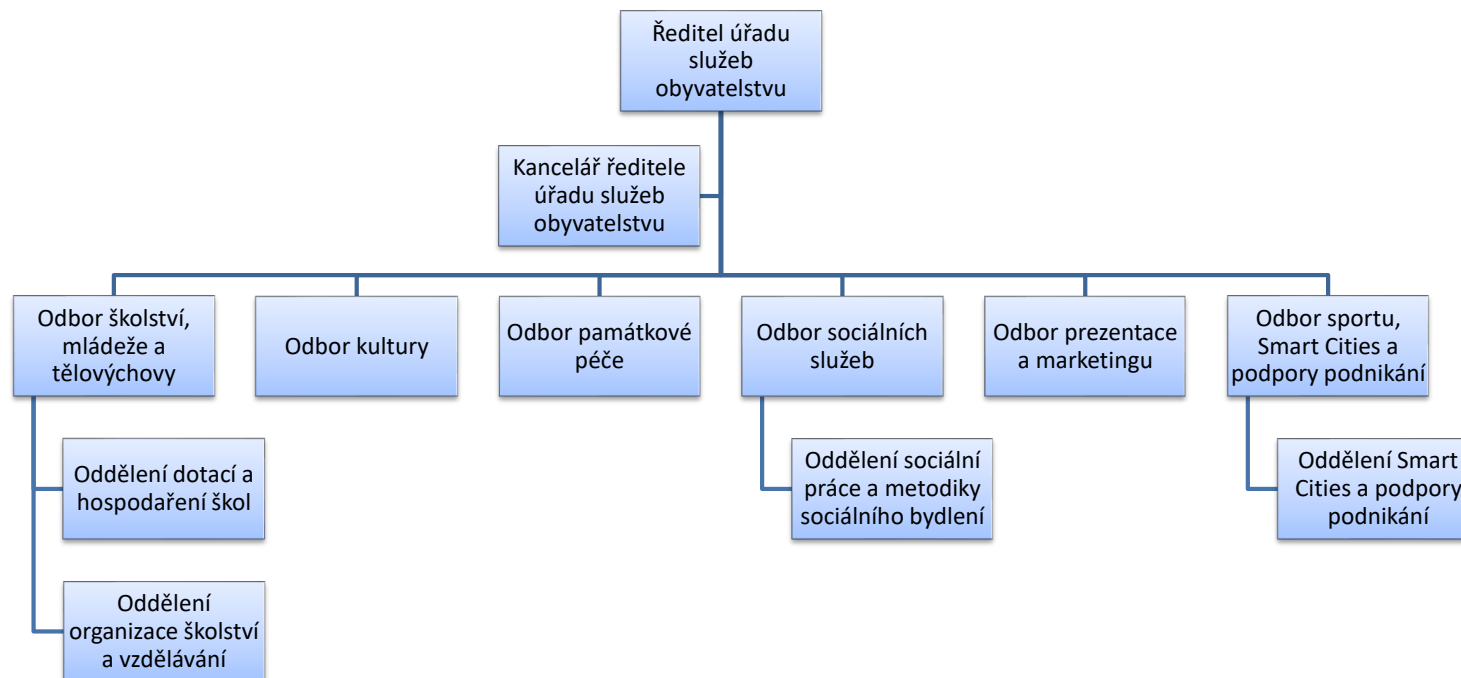 Ředitel úřadu
služeb
obyvatelstvu
Kancelář ředitele
úřadu služeb
obyvatelstvu
Odbor školství,
mládeže a
tělovýchovy
Odbor kultury
Odbor památkové
péče
Odbor sociálních
služeb
Odbor prezentace
a marketingu
Odbor sportu,
Smart Cities a
podpory podnikání
Oddělení dotací a
hospodaření škol
Oddělení sociální
práce a metodiky
sociálního bydlení
Oddělení Smart
Cities a podpory
podnikání
Oddělení
organizace školství
a vzdělávání